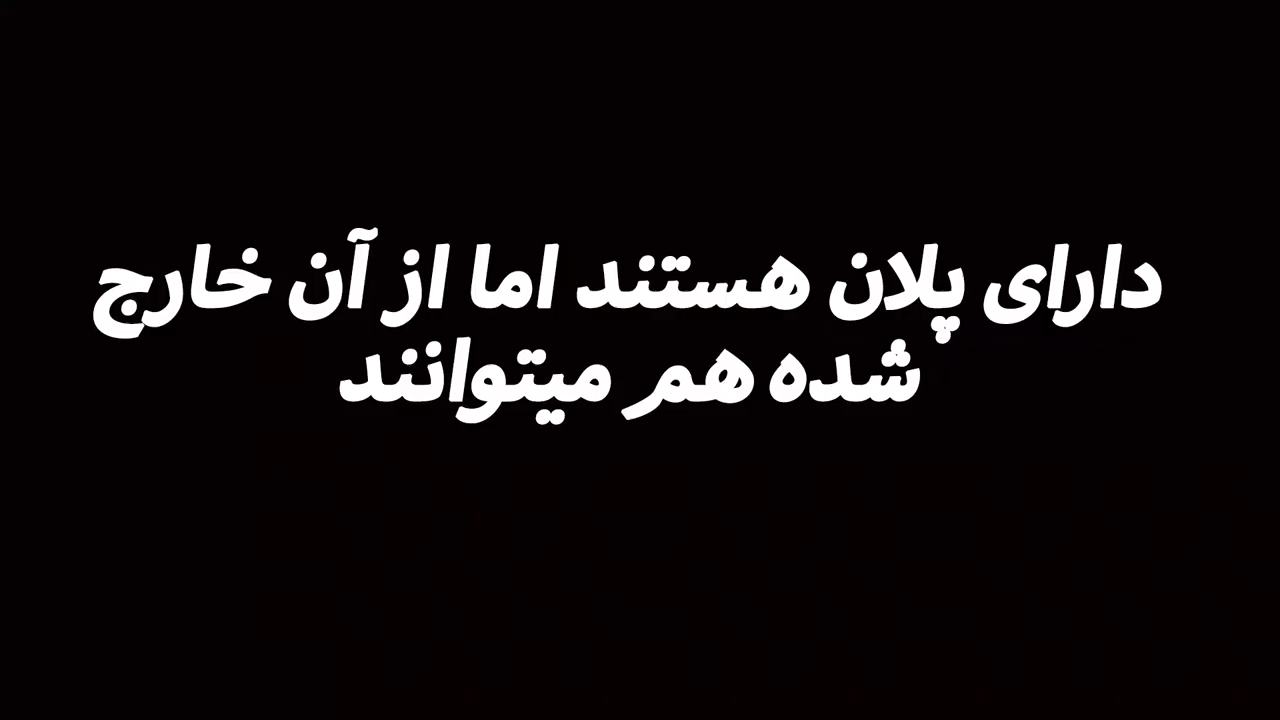 دارای پلان هستند اما از آن خارج
شده هم میتوانند